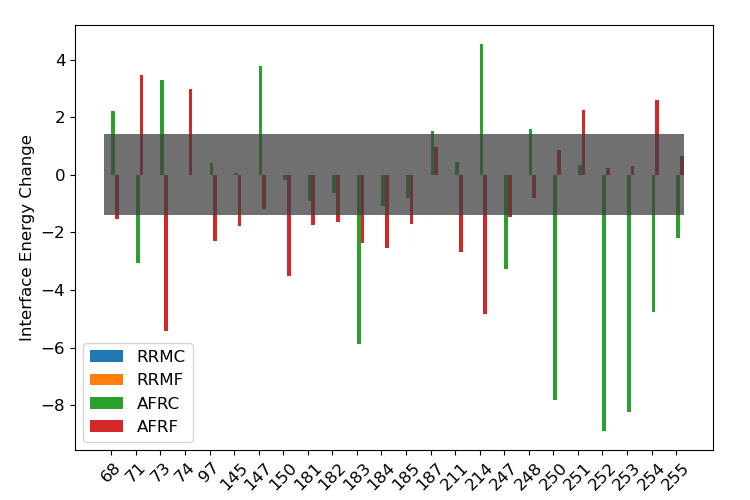 Interface Energy Change
4
2
0
−2
−4
−6
−8
RRMC
RRMF
AFRC
AFRF
68 71 73 74 97 145 147 150 181 182 183 184 185 187 211 214 247 248 250 251 252 253 254 255